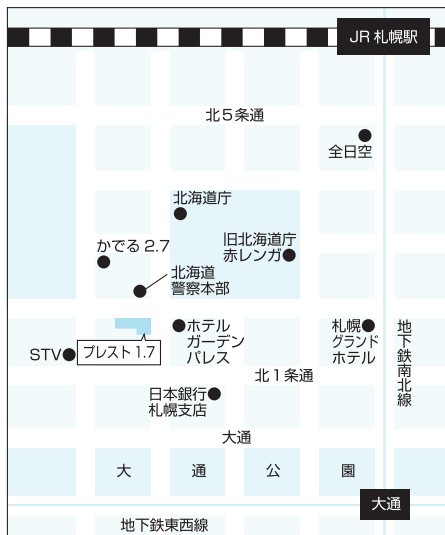 JR 札幌駅
北5条通
全日空
北海道庁
旧北海道庁
赤レンガ
かでる 2.7
北海道
警察本部
ホテル
ガーデン
パレス
札幌
グランド
ホテル
地下鉄南北線
STV
プレスト 1.7
北1条通
日本銀行
札幌支店
大通
大通公園
大通
地下鉄東西線